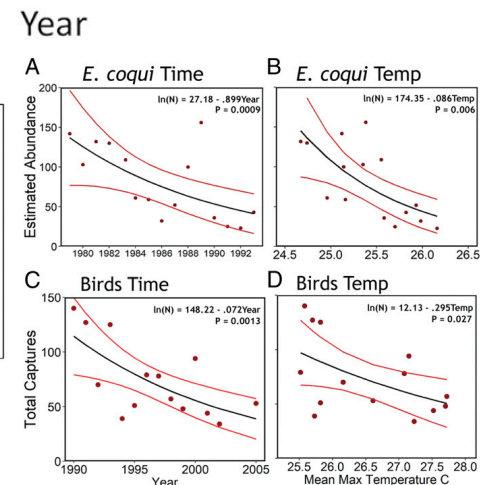 Year
A
E. coqui Time
ln(N) = 27.18 - .899Year
P = 0.0009
Estimated Abundance
200
150
100
50
0
1980 1982 1984 1986 1988 1990 1992
B
E. coqui Temp
ln(N) = 174.35 - .086Temp
P = 0.006
24.5 25.0 25.5 26.0 26.5
C
Birds Time
ln(N) = 148.22 - .072Year
P = 0.0013
Total Captures
150
100
50
0
1990 1995 2000 2005
Year
D
Birds Temp
ln(N) = 12.13 - .295Temp
P = 0.027
25.5 26.0 26.5 27.0 27.5 28.0
Mean Max Temperature C